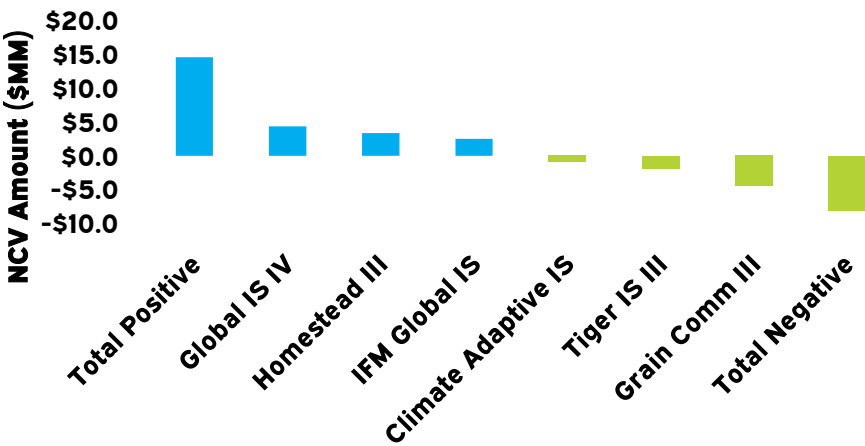 NCV Amount ($MM)
$20.0
$15.0
$10.0
$5.0
$0.0
-$5.0
-$10.0
Total Positive
Global IS IV
Homestead III
IFM Global IS
Climate Adaptive IS
Tiger IS III
Grain Comm III
Total Negative